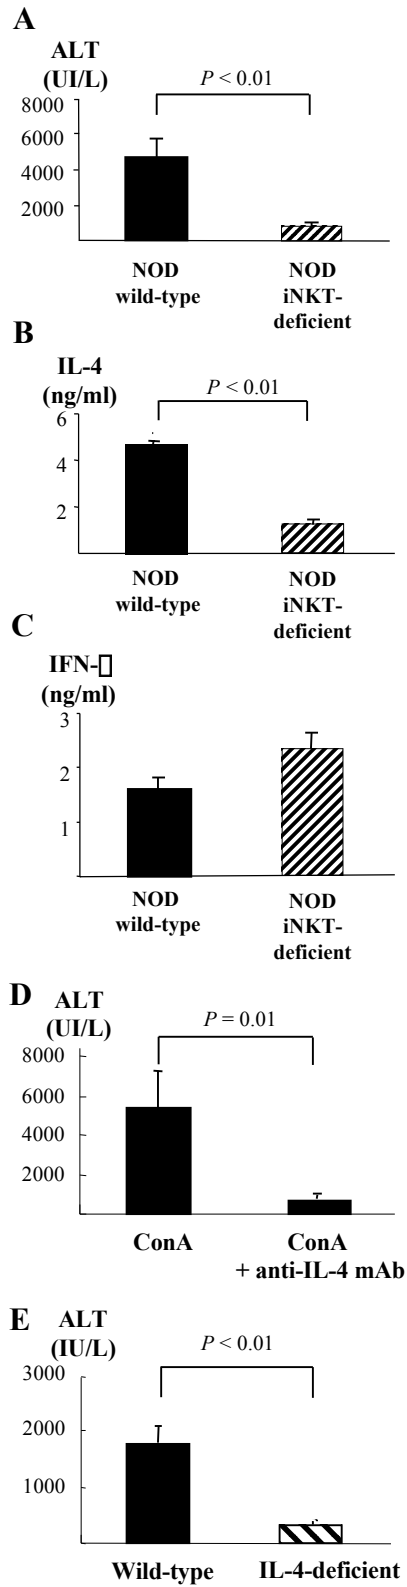 A
ALT
(UI/L)
P < 0.01
8000
6000
4000
2000
NOD
wild-type
NOD
iNKT-
deficient
B
IL-4
(ng/ml)
P < 0.01
6
4
2
NOD
wild-type
NOD
iNKT-
deficient
C
IFN-▯
(ng/ml)
3
2
1
NOD
wild-type
NOD
iNKT-
deficient
D
ALT
(UI/L)
P = 0.01
8000
6000
4000
2000
ConA
ConA
+ anti-IL-4 mAb
E
ALT
(IU/L)
P < 0.01
3000
2000
1000
Wild-type
IL-4-deficient